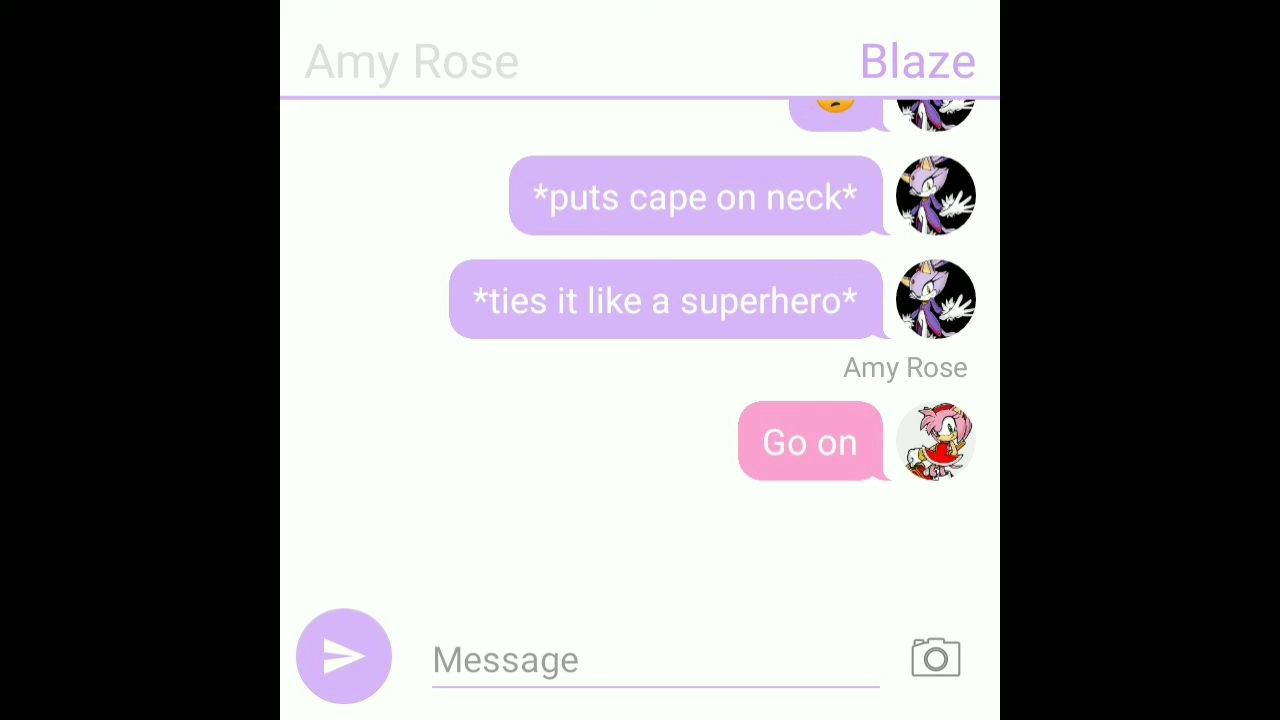 Amy Rose Blaze
*puts cape on neck*
*ties it like a superhero*
Amy Rose
Go on
Message